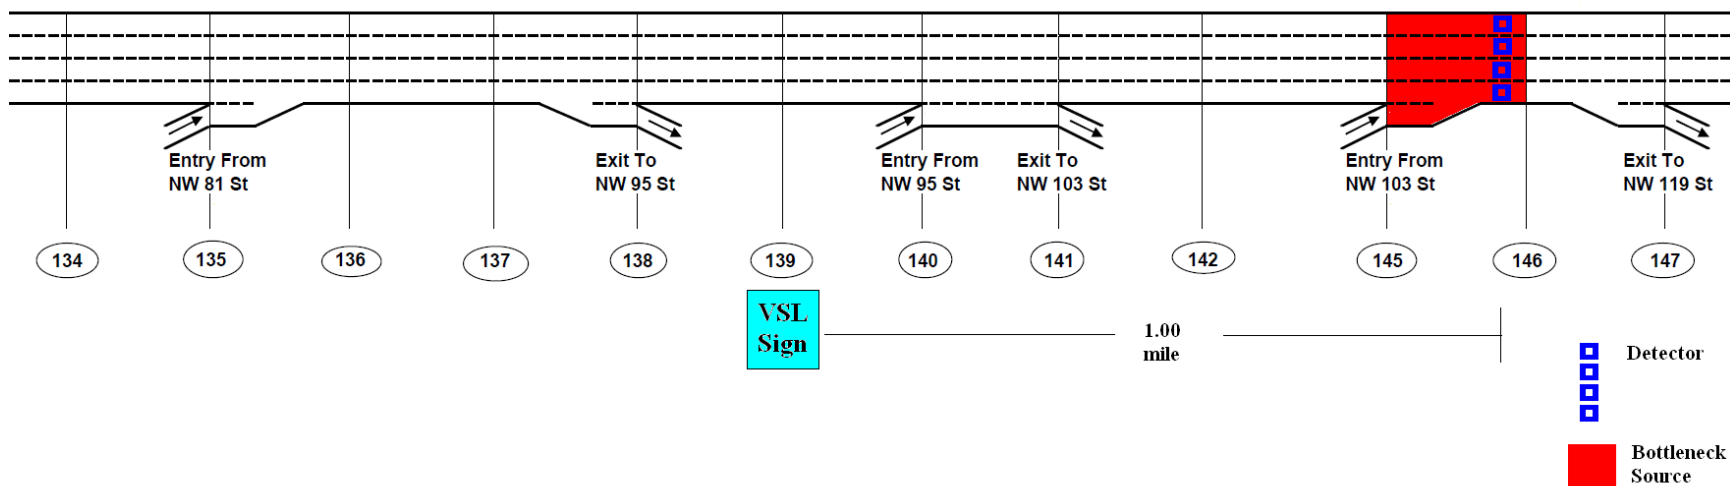 Entry From
NW 81 St
Exit To
NW 95 St
Entry From
NW 95 St
Exit To
NW 103 St
Entry From
NW 103 St
Exit To
NW 119 St
134
135
136
137
138
139
140
141
142
145
146
147
VSL
Sign
1.00
mile
Detector
Bottleneck
Source